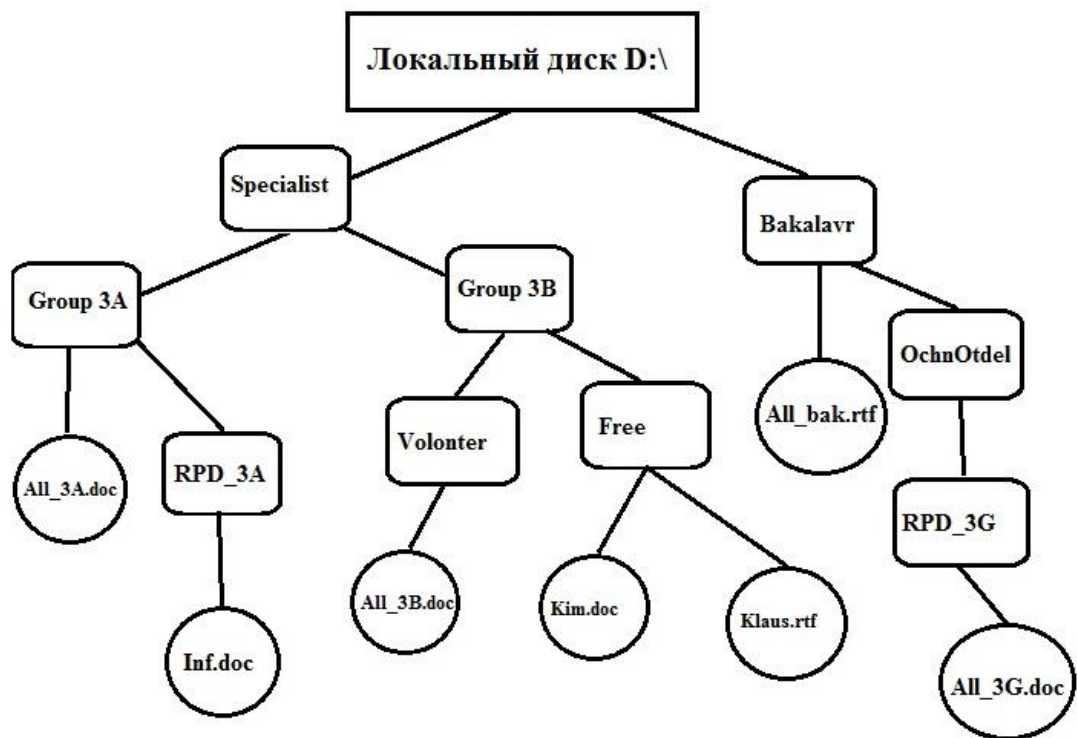 Локальный диск D:\
Specialist
Bakalavr
Group 3A
Group 3B
OchnOtdel
All_bak.rtf
Volonter
Free
RPD_3A
All_3A.doc
RPD_3G
All_3B.doc
Kim.doc
Klaus.rtf
Inf.doc
All_3G.doc